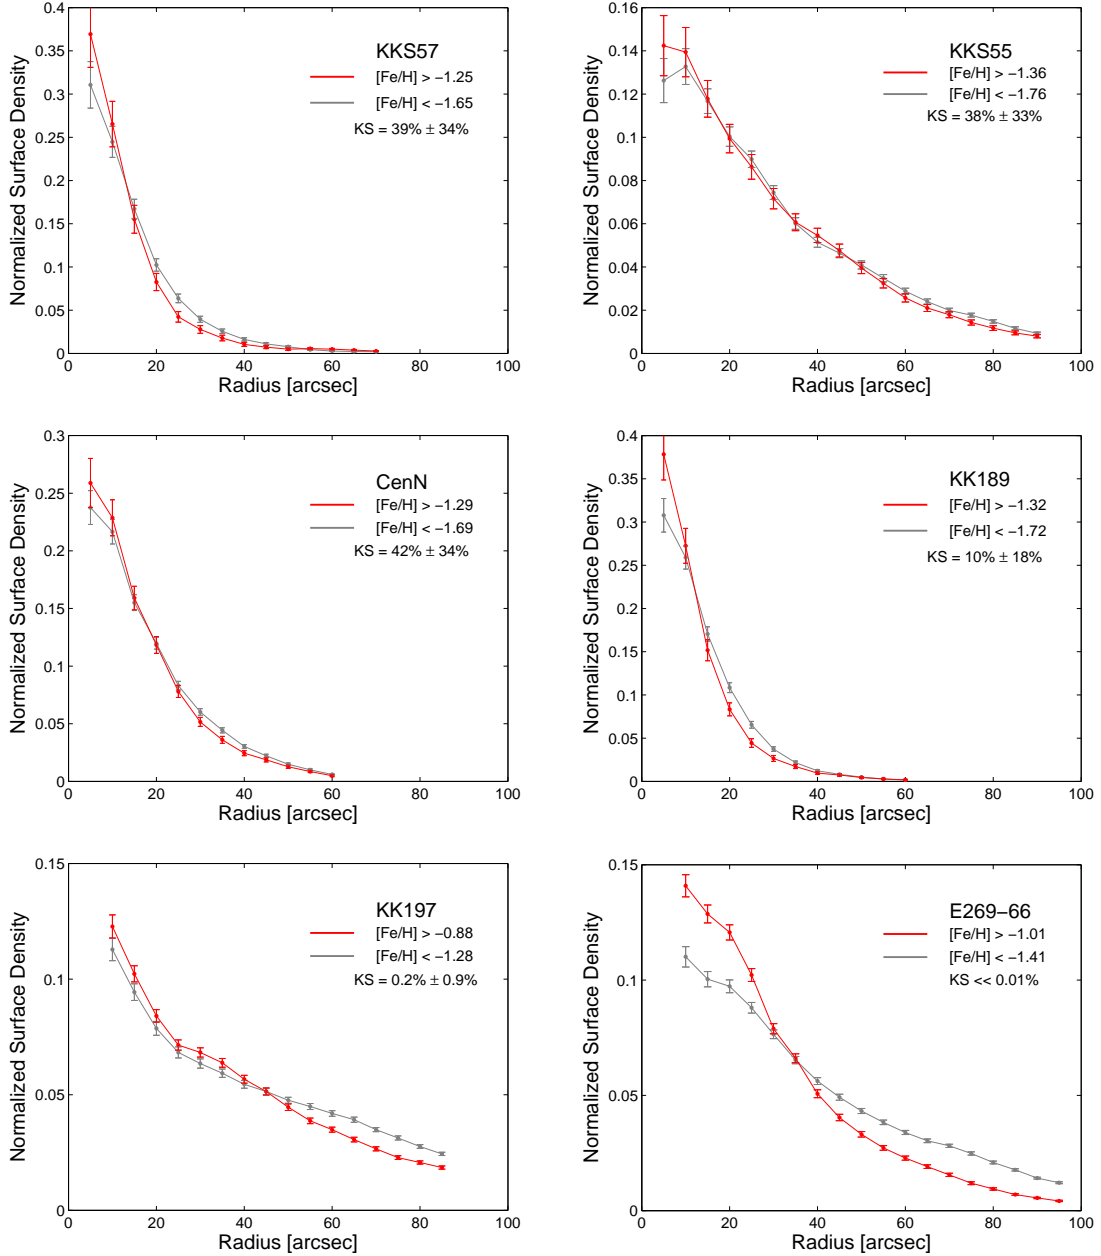 KKS57
[Fe/H] > −1.25
[Fe/H] < −1.65
KS = 39% ± 34%
Normalized Surface Density
0.4
0.35
0.3
0.25
0.2
0.15
0.1
0.05
0
0 20 40 60 80 100
Radius [arcsec]
KKS55
[Fe/H] > −1.36
[Fe/H] < −1.76
KS = 38% ± 33%
Normalized Surface Density
0.16
0.14
0.12
0.1
0.08
0.06
0.04
0.02
0
0 20 40 60 80 100
Radius [arcsec]
CenN
[Fe/H] > −1.29
[Fe/H] < −1.69
KS = 42% ± 34%
Normalized Surface Density
0.3
0.25
0.2
0.15
0.1
0.05
0
0 20 40 60 80 100
Radius [arcsec]
KK189
[Fe/H] > −1.32
[Fe/H] < −1.72
KS = 10% ± 18%
Normalized Surface Density
0.4
0.35
0.3
0.25
0.2
0.15
0.1
0.05
0
0 20 40 60 80 100
Radius [arcsec]
KK197
[Fe/H] > −0.88
[Fe/H] < −1.28
KS = 0.2% ± 0.9%
Normalized Surface Density
0.15
0.1
0.05
0
0 20 40 60 80 100
Radius [arcsec]
E269−66
[Fe/H] > −1.01
[Fe/H] < −1.41
KS << 0.01%
Normalized Surface Density
0.15
0.1
0.05
0
0 20 40 60 80 100
Radius [arcsec]